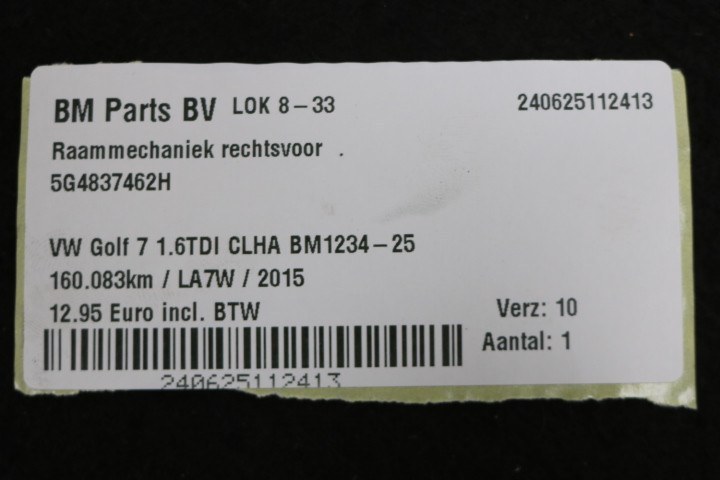 BM Parts BV LOK 8-33 240625112413
Raammechaniek rechtsvoor .
5G4837462H
VW Golf 7 1.6TDI CLHA BM1234-25
160.083km / LA7W / 2015
12.95 Euro incl. BTW Verz: 10
Aantal: 1
240625112413